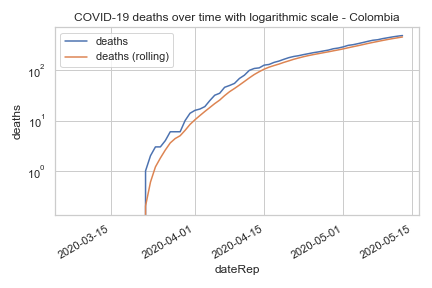 COVID-19 deaths over time with logarithmic scale - Colombia
deaths
deaths (rolling)
10²
10¹
10⁰
deaths
2020-03-15
2020-04-01
2020-04-15
2020-05-01
2020-05-15
dateRep